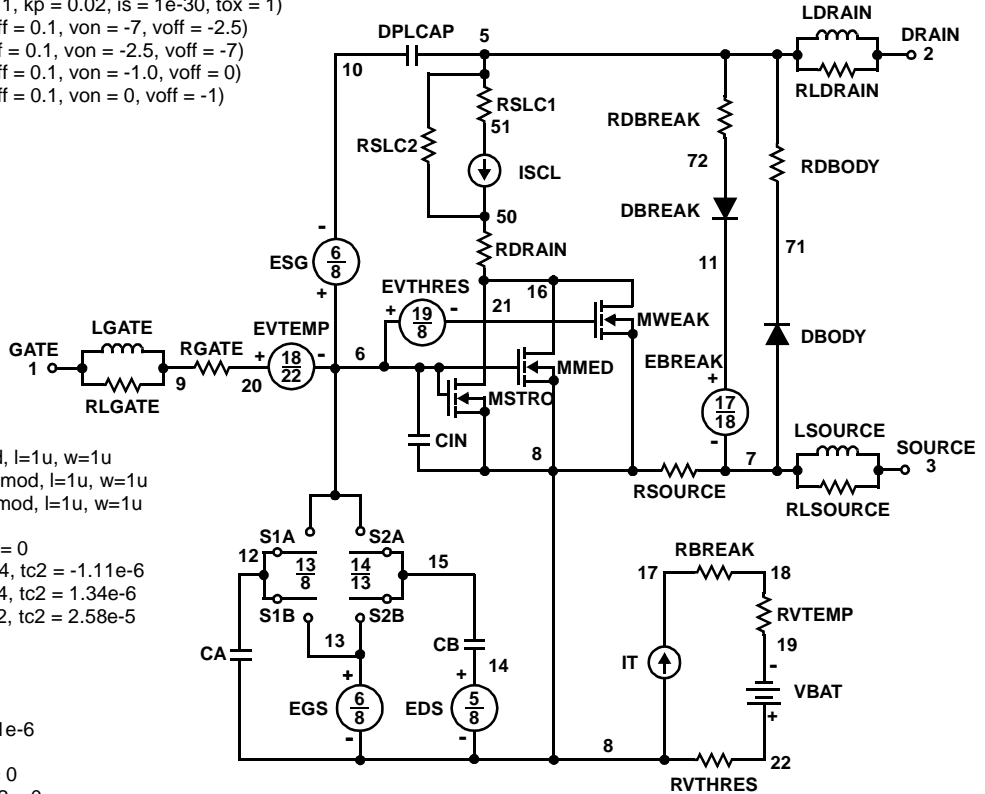 1, kp = 0.02, is = 1e-30, tox = 1)
ff = 0.1, von = -7, voff = -2.5)
f = 0.1, von = -2.5, voff = -7)
ff = 0.1, von = -1.0, voff = 0)
ff = 0.1, von = 0, voff = -1)
LDRAIN
DPLCAP
5
DRAIN
2
10
RLDRAIN
RSLC1
51
RDBREAK
RSLC2
72
RDBODY
ISCL
DBREAK
50
71
RDRAIN
-
6
8
ESG
11
+
EVTHRES
16
+
19
8
-
21
MWEAK
LGATE
EVTEMP
DBODY
GATE
1
RGATE
+
18
22
-
6
EBREAK
MMED
9
20
+
RLGATE
MSTRO
17
18
-
LSOURCE
CIN
8
7
SOURCE
3
d, l=1u, w=1u
mod, l=1u, w=1u
mod, l=1u, w=1u
RSOURCE
RLSOURCE
= 0
4, tc2 = -1.11e-6
4, tc2 = 1.34e-6
2, tc2 = 2.58e-5
S1A
S2A
RBREAK
12
13
8
14
13
15
17
18
S1B
S2B
RVTEMP
13
CB
19
CA
14
IT
-
+
+
VBAT
EGS
6
8
EDS
5
8
+
1e-6
-
-
8
22
0
RVTHRES